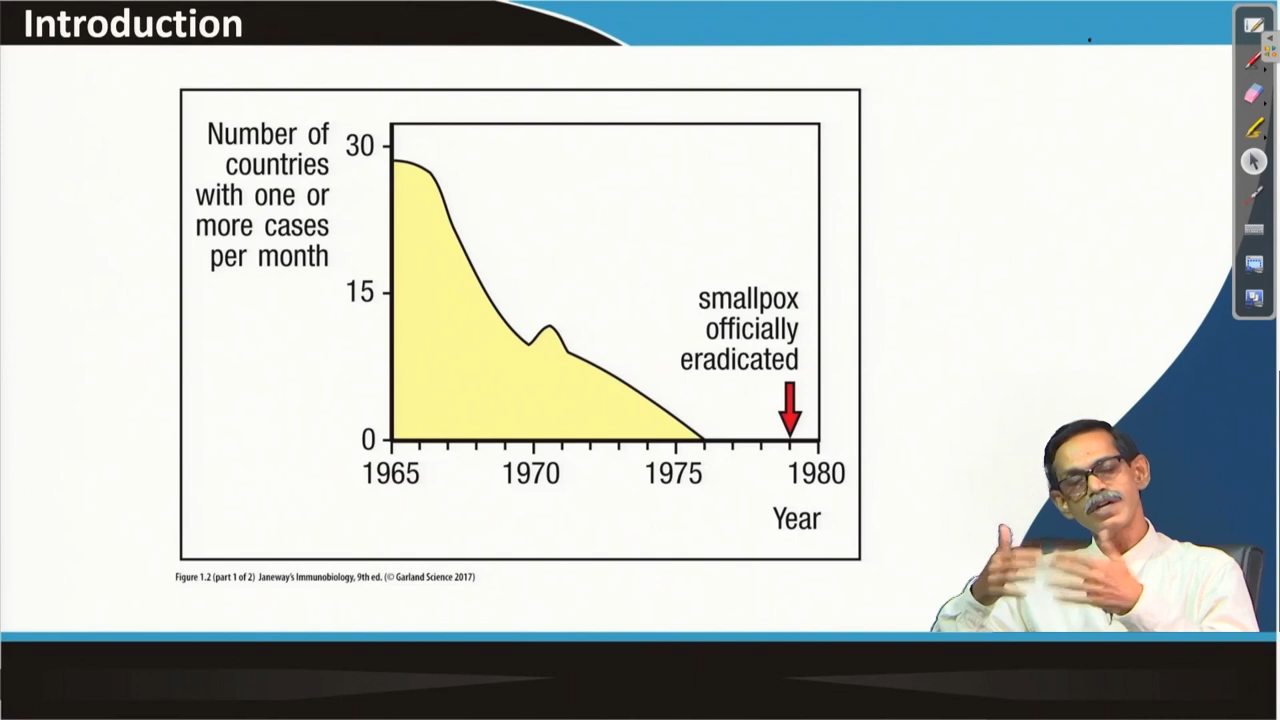 Introduction
Number of
countries
with one or
more cases
per month
30
15
0
smallpox
officially
eradicated
1965
1970
1975
1980
Year
Figure 1.2 (part 1 of 2) Janeway's Immunobiology, 9th ed. (© Garland Science 2017)